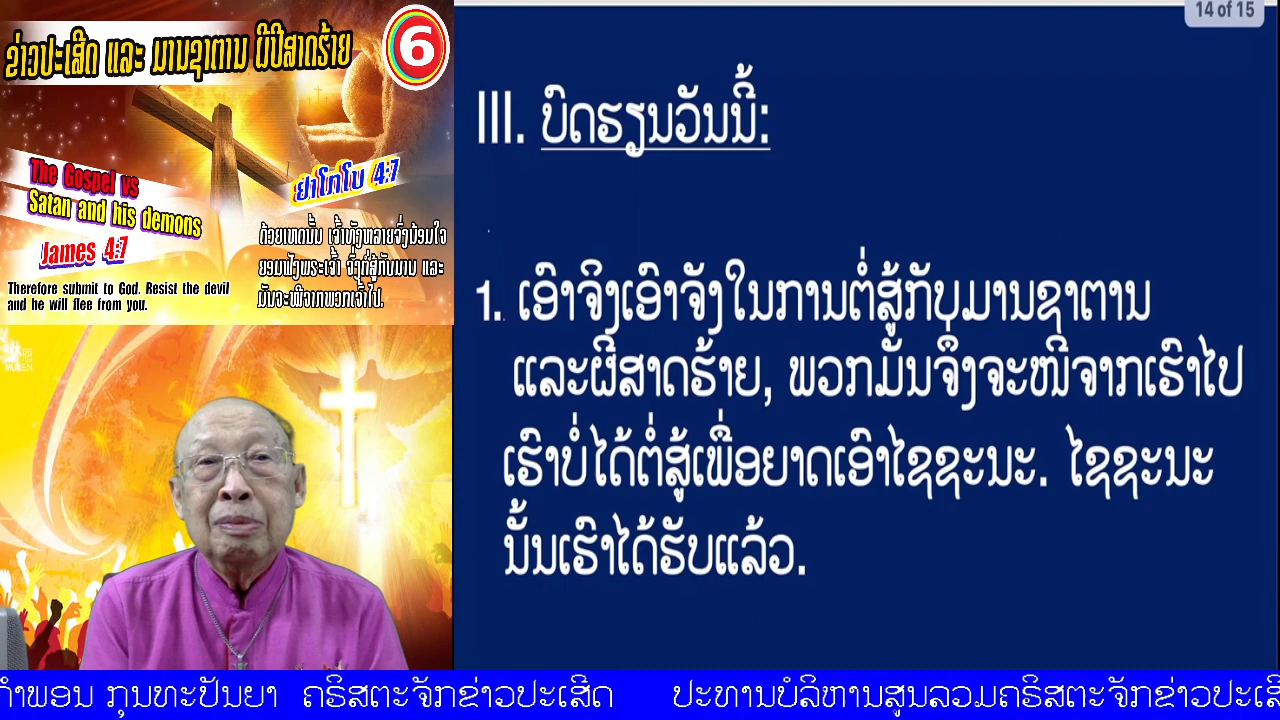 ຂ່າວປະເສີດ ແລະ ມານຊາຕານ ຜີປີສາດຮ້າຍ
6
The Gospel vs
Satan and his demons
James 4:7
Therefore submit to God. Resist the devil
and he will flee from you.
ຢາໂກໂບ 4:7
ດ້ວຍເຫດນັ້ນ ເຈົ້າທັງຫລາຍຈົ່ງນ້ອມໃຈ
ຍອມຟັງພຣະເຈົ້າ ຈົ່ງຕໍ່ສູ້ກັບມານ ແລະ
ມັນຈະໜີຈາກພວກເຈົ້າໄປ.
14 of 15
III. ບົດຮຽນວັນນີ້:
1. ເອົາຈິງເອົາຈັງໃນການຕໍ່ສູ້ກັບມານຊາຕານ
ແລະຜີສາດຮ້າຍ, ພວກມັນຈຶ່ງຈະໜີຈາກເຮົາໄປ
ເຮົາບໍ່ໄດ້ຕໍ່ສູ້ເພື່ອຍາດເອົາໄຊຊະນະ. ໄຊຊະນະ
ນັ້ນເຮົາໄດ້ຮັບແລ້ວ.
ຄໍາພອນ ກຸນທະປັນຍາ ຄຣິສຕະຈັກຂ່າວປະເສີດ ປະທານບໍລິຫານສູນລວມຄຣິສຕະຈັກຂ່າວປະເສີ